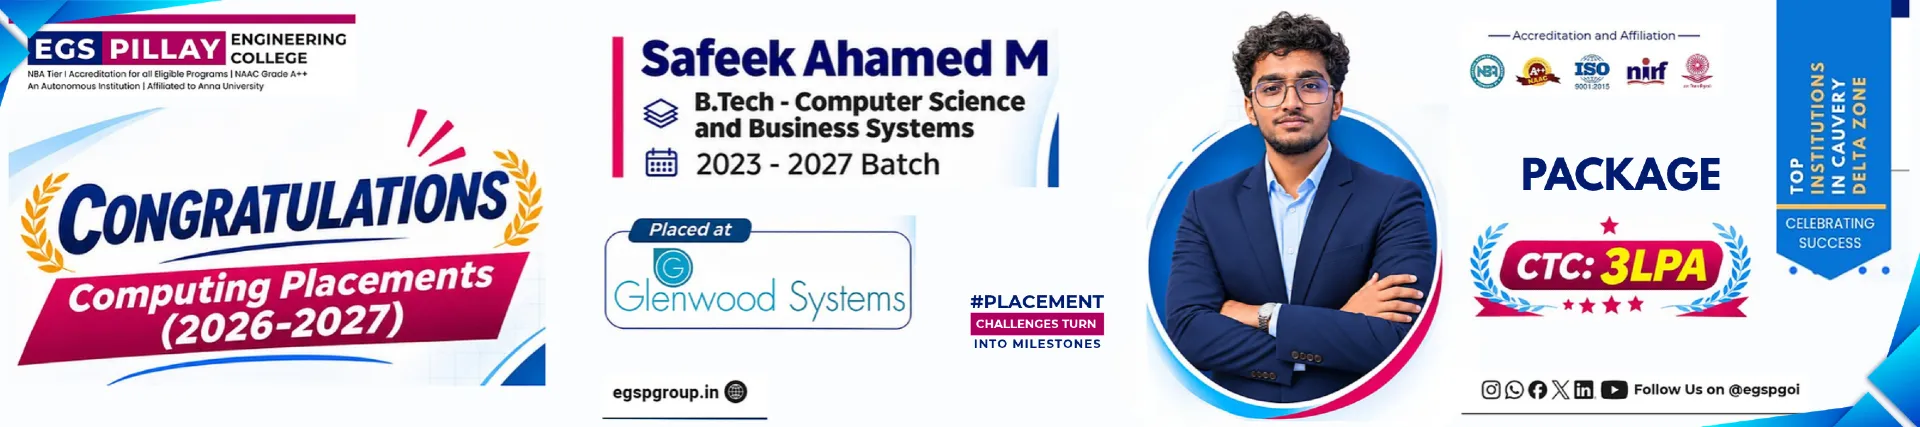 EGS PILLAY ENGINEERING COLLEGE
NBA Tier I Accreditation for all Eligible Programs | NAAC Grade A++
An Autonomous Institution | Affiliated to Anna University
CONGRATULATIONS
Computing Placements
(2026-2027)
Safeek Ahamed M
B.Tech - Computer Science
and Business Systems
2023 - 2027 Batch
Placed at
G
Glenwood Systems
egspgroup.in
#PLACEMENT
CHALLENGES TURN
INTO MILESTONES
Accreditation and Affiliation
NBA
A++
NAAC
ISO
9001:2015
nirf
PACKAGE
CTC: 3LPA
TOP
INSTITUTIONS
IN CAUVERY
DELTA ZONE
CELEBRATING
SUCCESS
Follow Us on @egspgoi